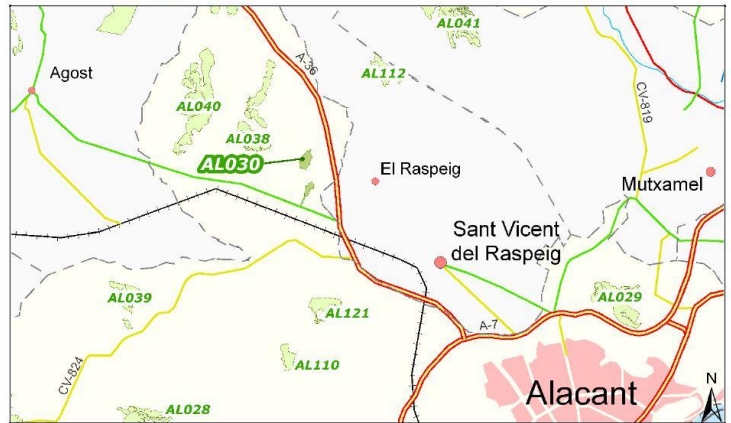 AL041
A-36
AL112
Agost
CV-819
AL040
AL038
AL030
El Raspeig
Mutxamel
Sant Vicent
del Raspeig
AL039
AL029
AL121
A-7
AL110
CV-824
Alacant
N
AL028